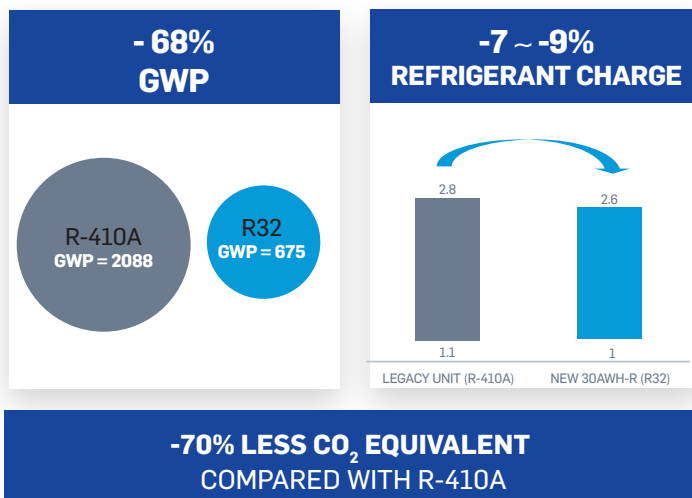 - 68%
GWP
R-410A
GWP = 2088
R32
GWP = 675
-7 ~ -9%
REFRIGERANT CHARGE
2.8
2.6
1.1
1
LEGACY UNIT (R-410A)
NEW 30AWH-R (R32)
-70% LESS CO₂ EQUIVALENT
COMPARED WITH R-410A